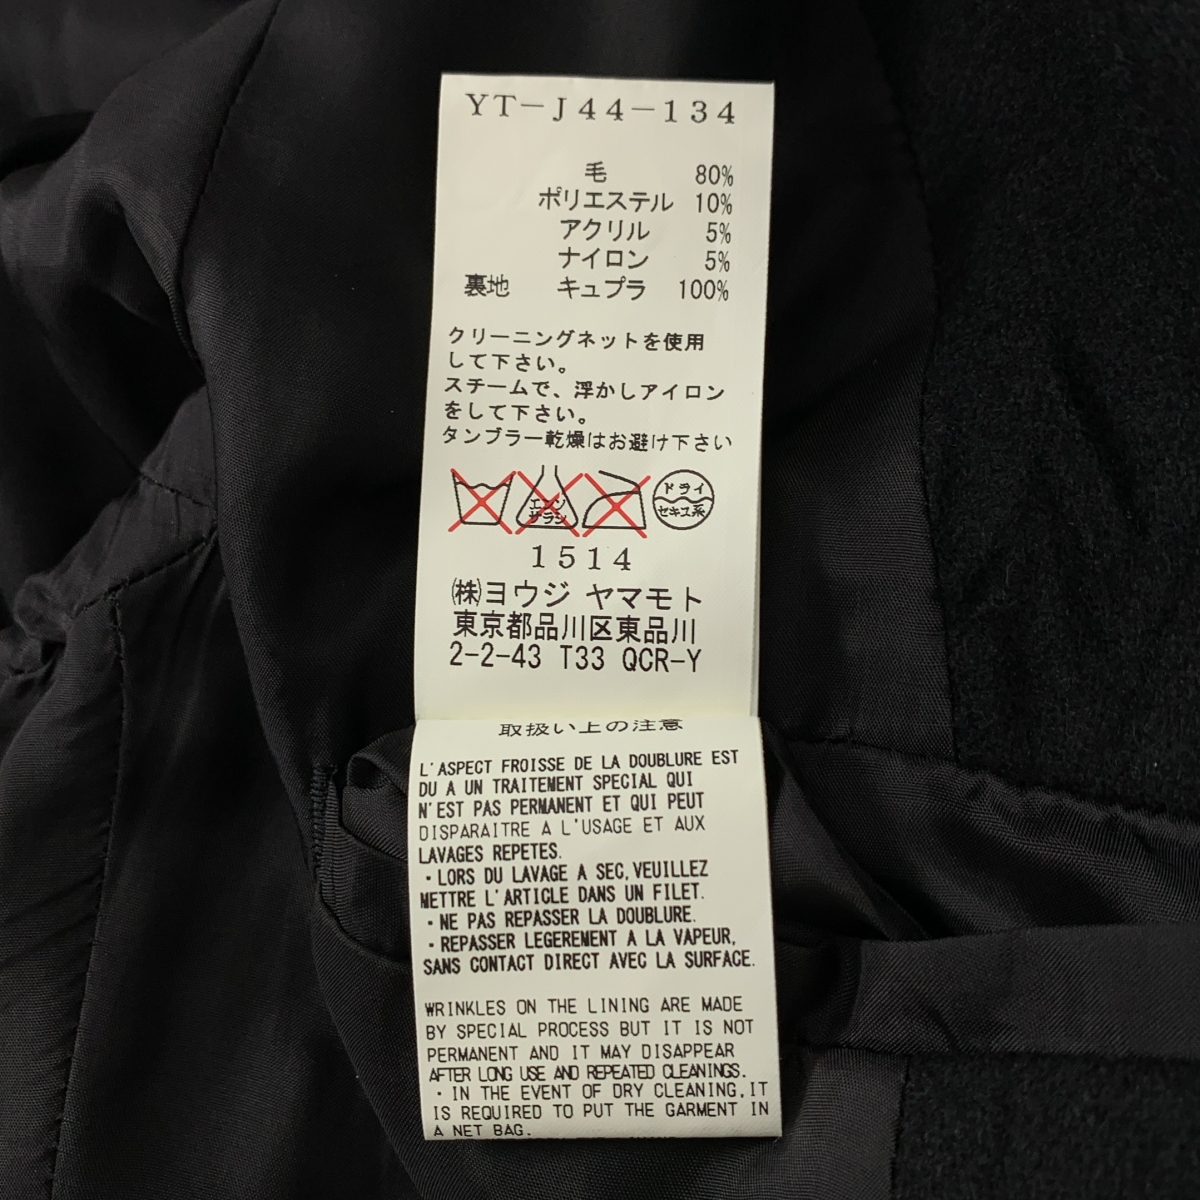 YT-J44-134
毛 80%
ポリエステル 10%
アクリル 5%
ナイロン 5%
裏地 キュプラ 100%
クリーニングネットを使用
して下さい。
スチームで、浮かしアイロン
をして下さい。
タンブラー乾燥はお避け下さい
エンソ
サラシ
ドライ
セキユ系
1514
㈱ヨウジ ヤマモト
東京都品川区東品川
2-2-43 T33 QCR-Y
取扱い上の注意
L'ASPECT FROISSE DE LA DOUBLURE EST
DU A UN TRAITEMENT SPECIAL QUI
N'EST PAS PERMANENT ET QUI PEUT
DISPARAITRE A L'USAGE ET AUX
LAVAGES REPETES.
・LORS DU LAVAGE A SEC,VEUILLEZ
METTRE L'ARTICLE DANS UN FILET.
・NE PAS REPASSER LA DOUBLURE.
・REPASSER LEGEREMENT A LA VAPEUR,
SANS CONTACT DIRECT AVEC LA SURFACE.
WRINKLES ON THE LINING ARE MADE
BY SPECIAL PROCESS BUT IT IS NOT
PERMANENT AND IT MAY DISAPPEAR
AFTER LONG USE AND REPEATED CLEANINGS.
・IN THE EVENT OF DRY CLEANING,IT
IS REQUIRED TO PUT THE GARMENT IN
A NET BAG.